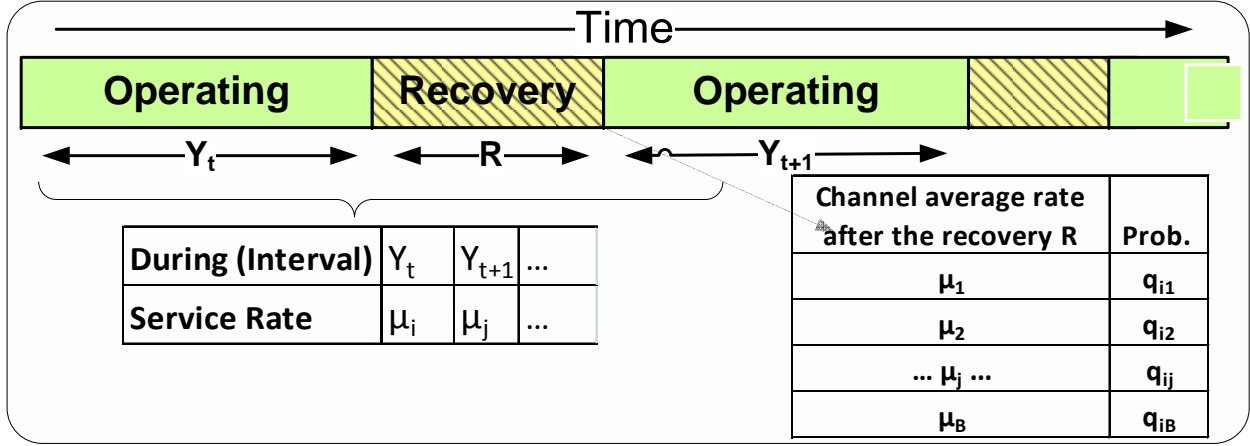 Time
Operating Recovery Operating
Yt R Yt+1
During (Interval) Yt Yt+1 ...
Service Rate μi μj ...
Channel average rate
after the recovery R Prob.
μ1 qi1
μ2 qi2
... μj ... qij
μB qiB